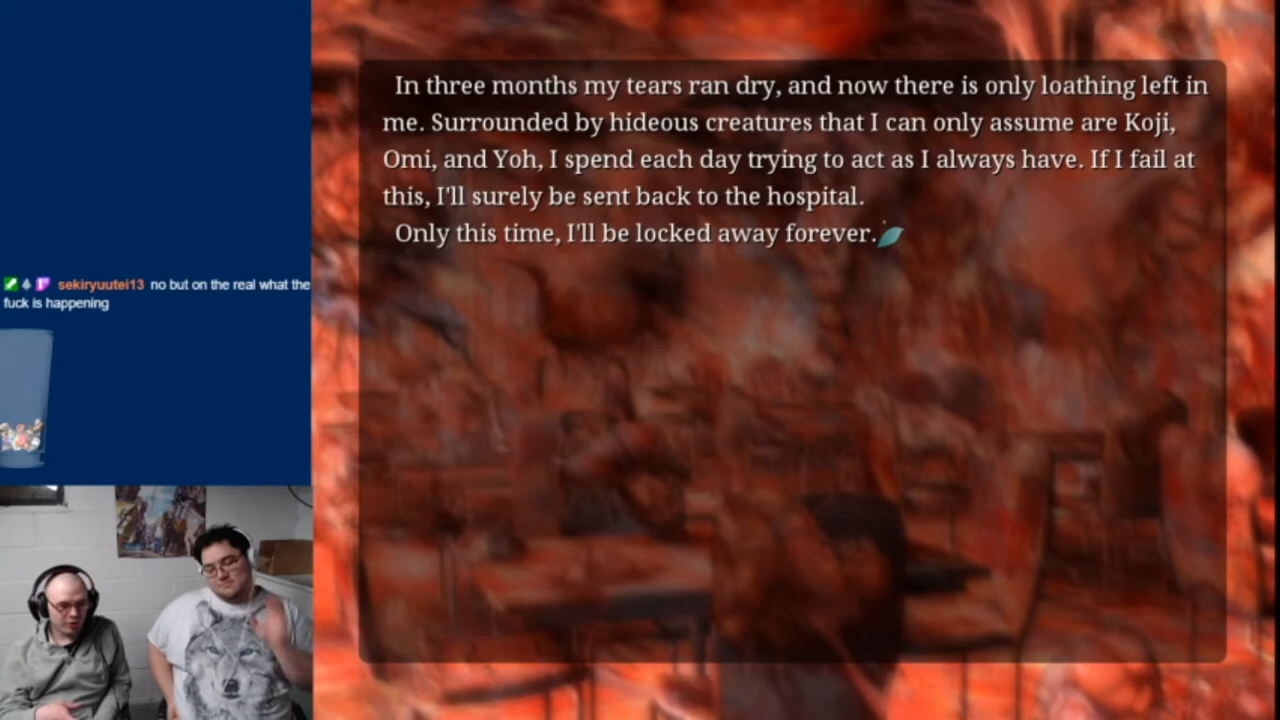 In three months my tears ran dry, and now there is only loathing left in
me. Surrounded by hideous creatures that I can only assume are Koji,
Omi, and Yoh, I spend each day trying to act as I always have. If I fail at
this, I'll surely be sent back to the hospital.
Only this time, I'll be locked away forever.
sekiryuutei13 no but on the real what the
fuck is happening